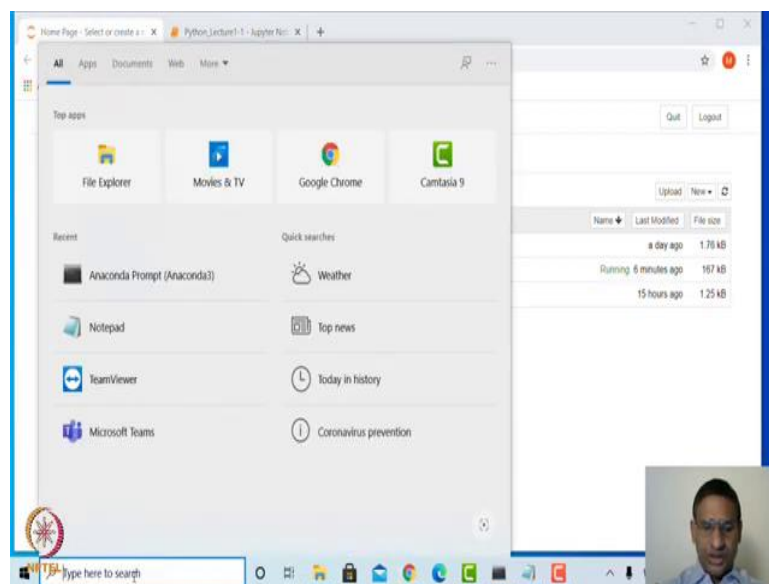 Home Page - Select or create a
Python_Lecture1-1 - Jupyter No
All Apps Documents Web More
Quit Logout
Top apps
File Explorer Movies & TV Google Chrome Camtasia 9
Upload New
Name Last Modified File size
Recent Quick searches
a day ago 1.76 kB
Anaconda Prompt (Anaconda3) Weather
Running 6 minutes ago 167 kB
15 hours ago 1.25 kB
Notepad Top news
TeamViewer Today in history
Microsoft Teams Coronavirus prevention
NPTEL
Type here to search